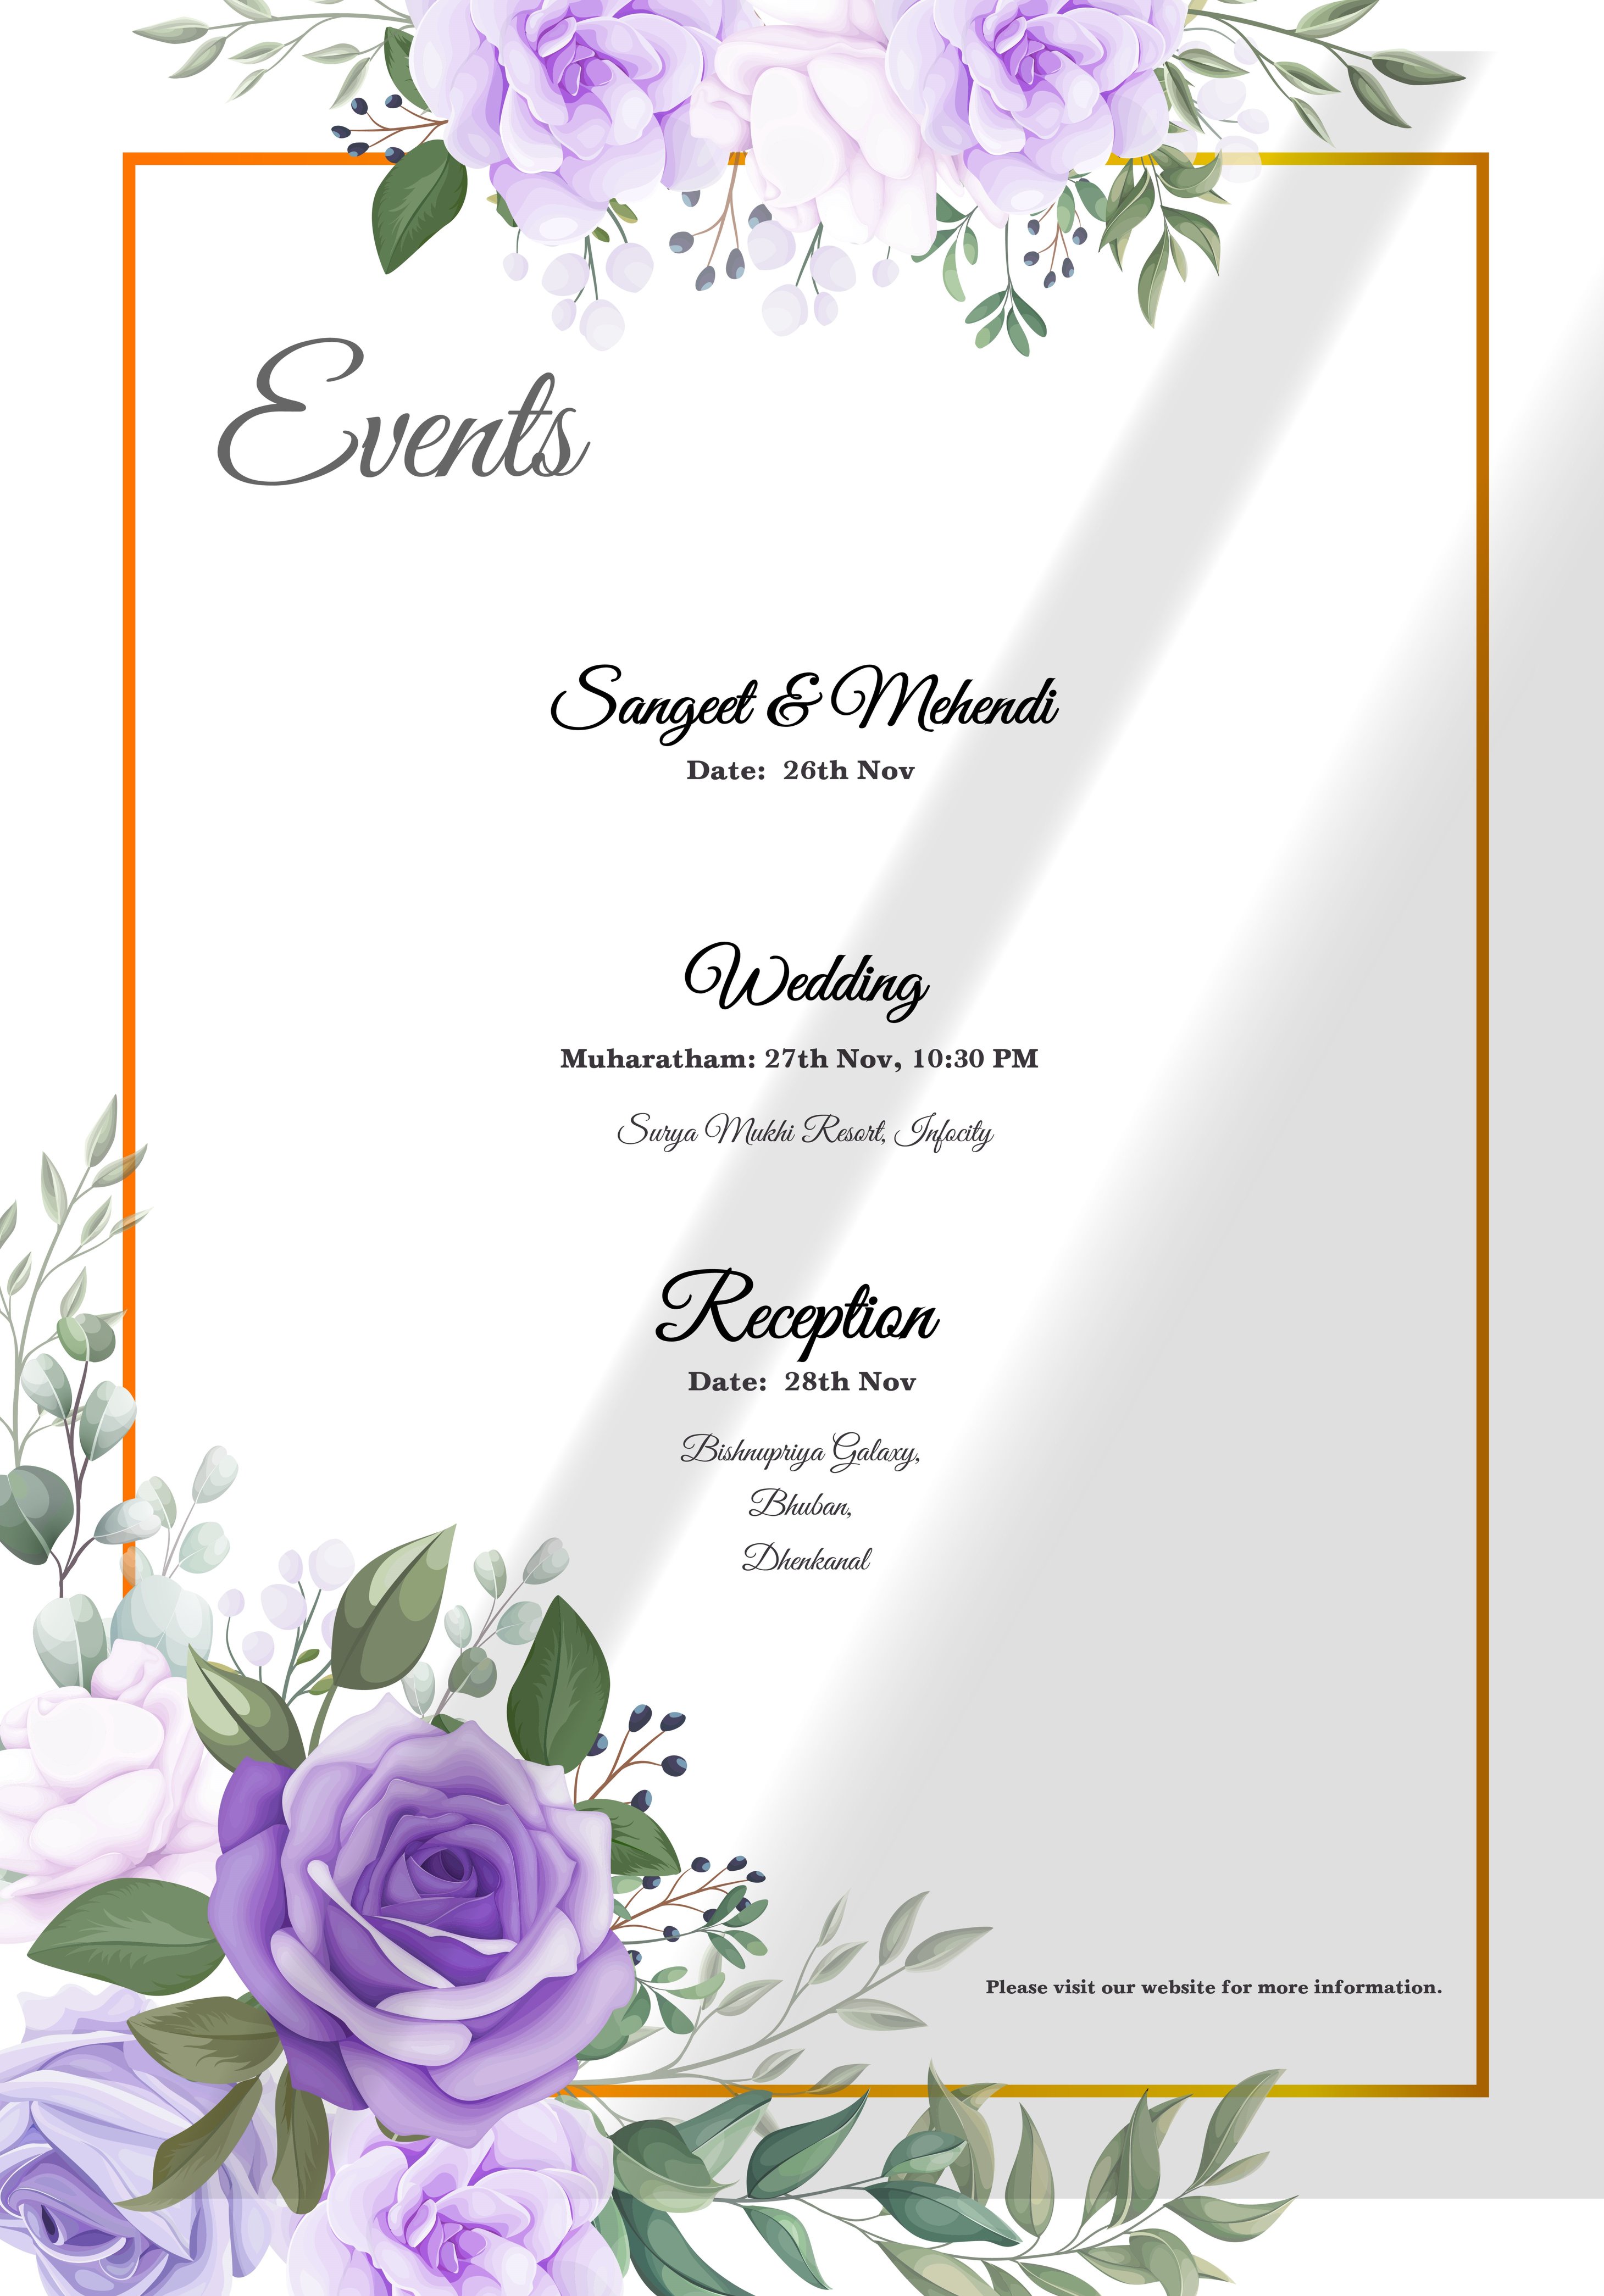 Events
Sangeet & Mehendi
Date:  26th Nov
Wedding
Muharatham: 27th Nov, 10:30 PM
Surya Mukhi Resort, Infocity
Reception
Date:  28th Nov
Bishnupriya Galaxy,
Bhuban,
Dhenkanal
Please visit our website for more information.